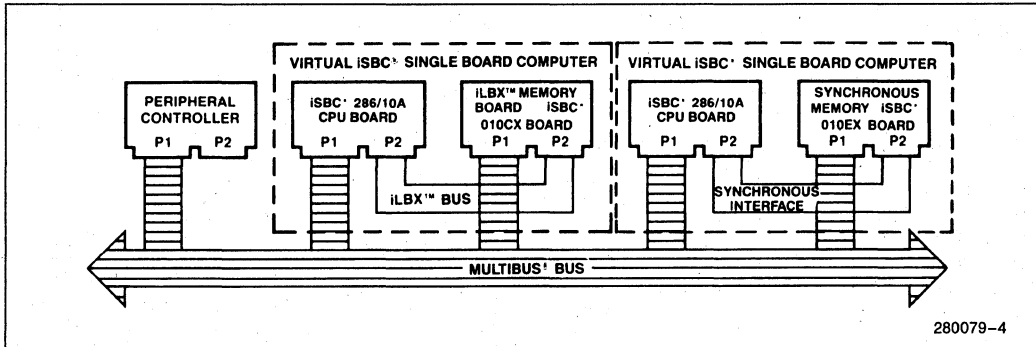 VIRTUAL iSBC® SINGLE BOARD COMPUTER
VIRTUAL iSBC® SINGLE BOARD COMPUTER
PERIPHERAL
CONTROLLER
P1 P2
iSBC® 286/10A
CPU BOARD
P1 P2
iLBX™ MEMORY
BOARD iSBC®
010CX BOARD
P1 P2
iSBC® 286/10A
CPU BOARD
P1 P2
SYNCHRONOUS
MEMORY iSBC®
010EX BOARD
P1 P2
iLBX™ BUS
SYNCHRONOUS
INTERFACE
MULTIBUS® BUS
280079-4